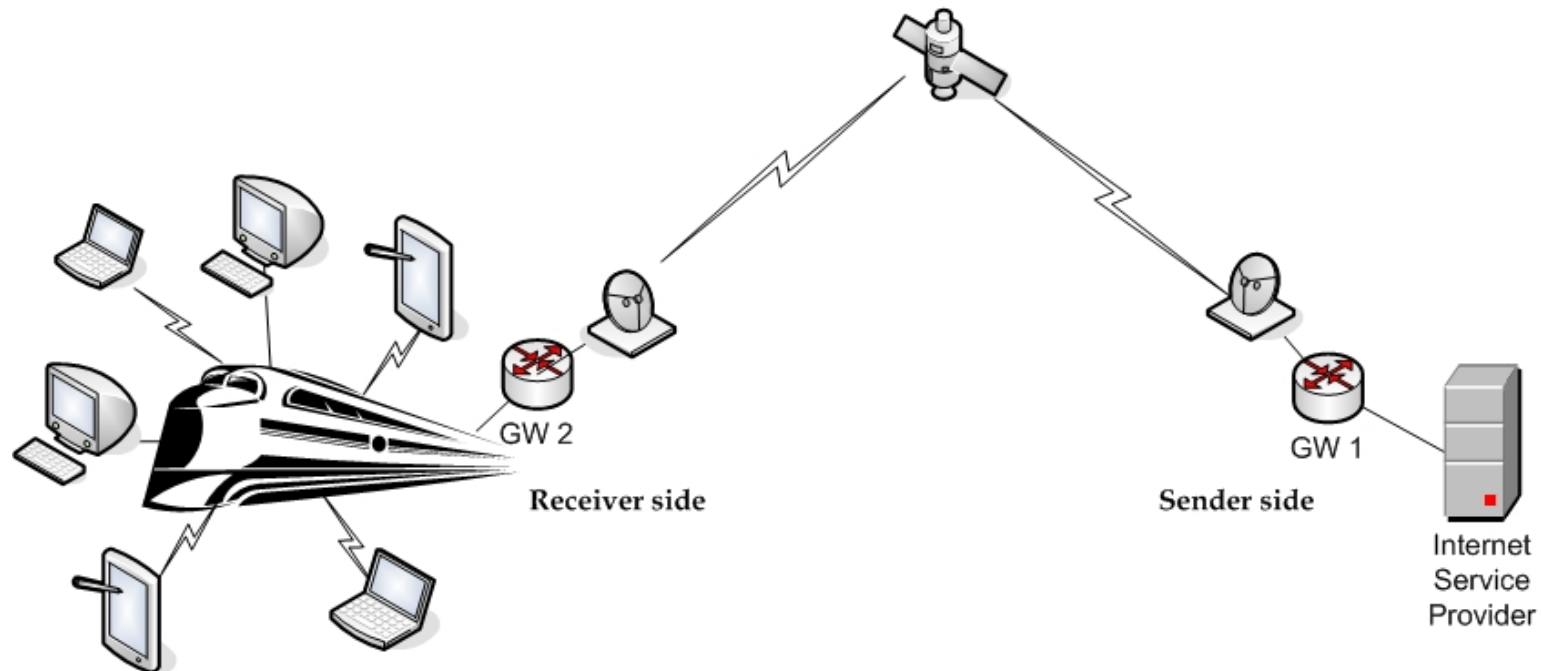 GW 2
GW 1
Receiver side
Sender side
Internet
Service
Provider